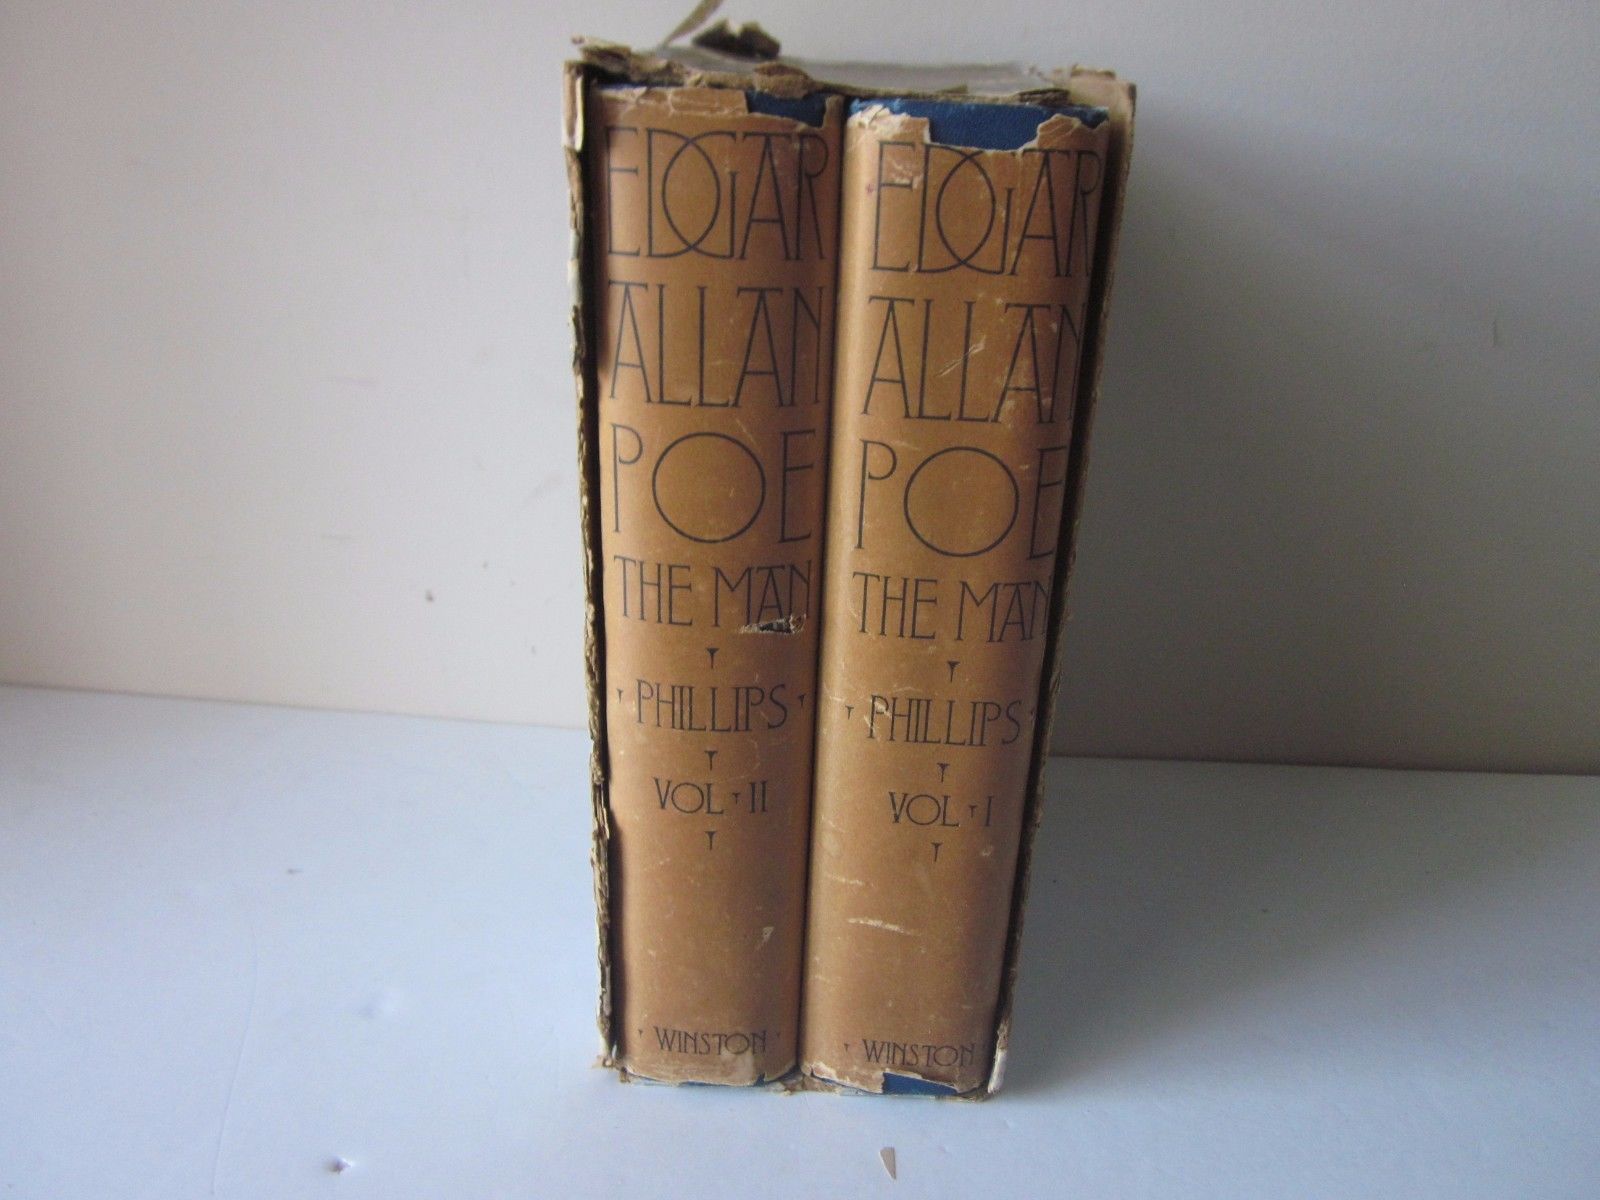 EDGAR
ALLAN
POE
THE MAN
PHILLIPS
VOL II
WINSTON
EDGAR
ALLAN
POE
THE MAN
PHILLIPS
VOL I
WINSTON